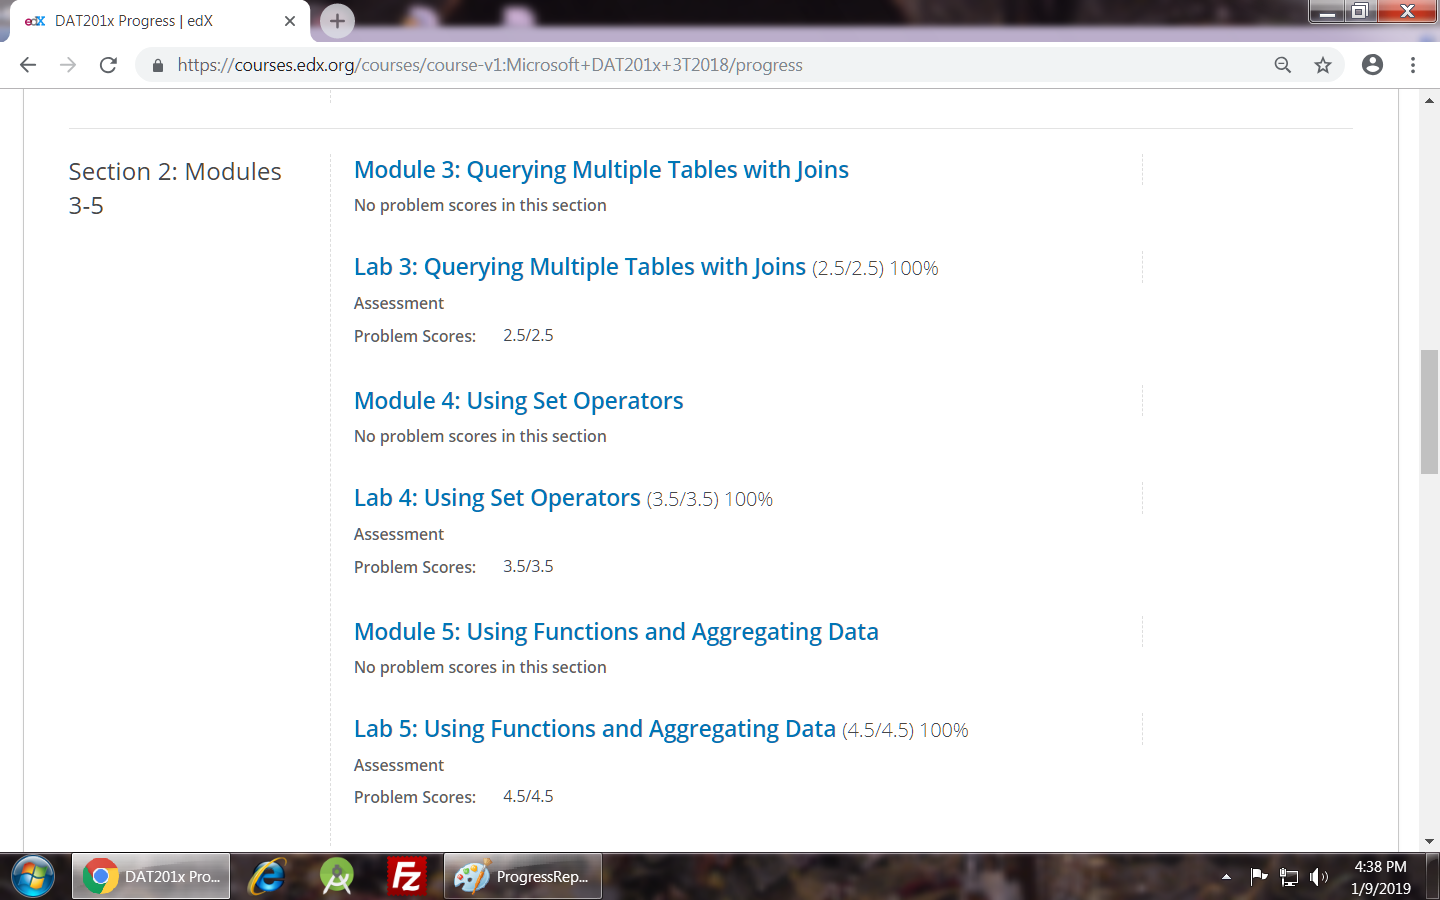 edX DAT201x Progress | edX
https://courses.edx.org/courses/course-v1:Microsoft+DAT201x+3T2018/progress
Section 2: Modules
3-5
Module 3: Querying Multiple Tables with Joins
No problem scores in this section
Lab 3: Querying Multiple Tables with Joins (2.5/2.5) 100%
Assessment
Problem Scores: 2.5/2.5
Module 4: Using Set Operators
No problem scores in this section
Lab 4: Using Set Operators (3.5/3.5) 100%
Assessment
Problem Scores: 3.5/3.5
Module 5: Using Functions and Aggregating Data
No problem scores in this section
Lab 5: Using Functions and Aggregating Data (4.5/4.5) 100%
Assessment
Problem Scores: 4.5/4.5
DAT201x Pro...
Fz
ProgressRep...
4:38 PM
1/9/2019